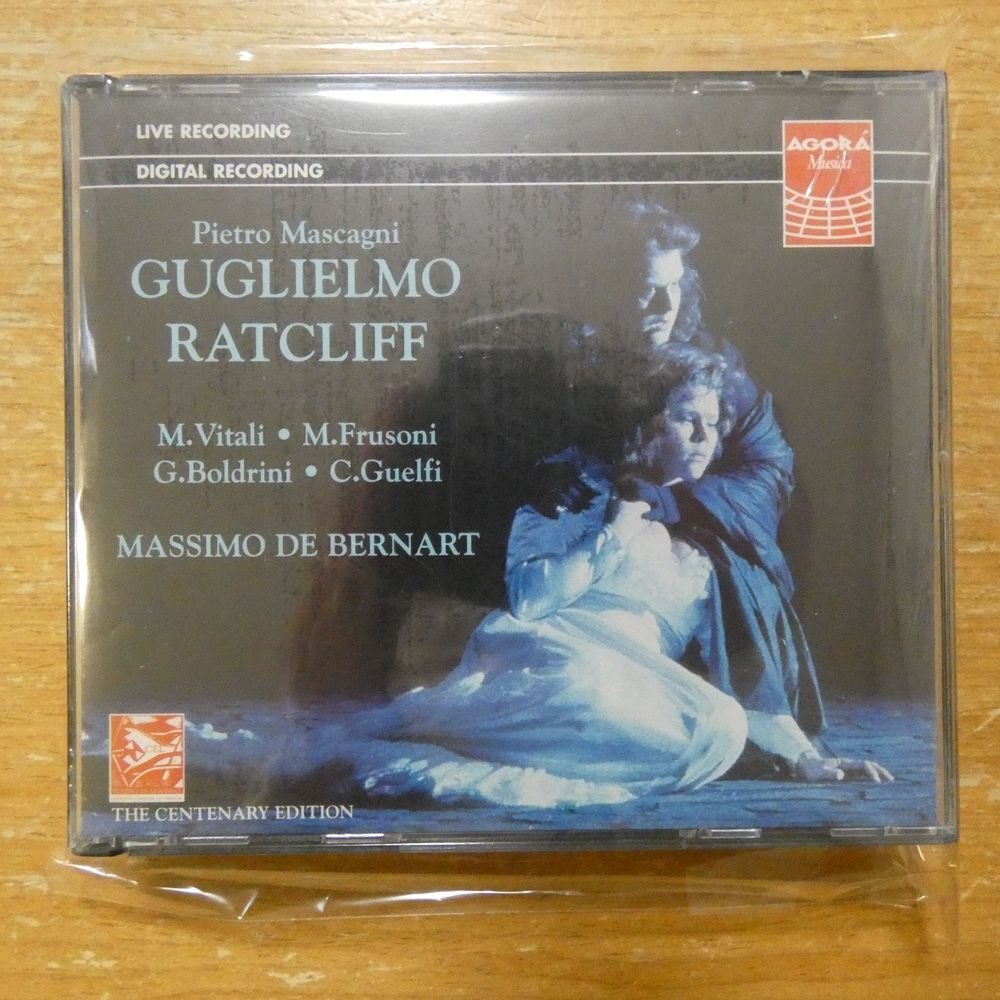 LIVE RECORDING
DIGITAL RECORDING
AGORÁ
Musica
Pietro Mascagni
GUGLIELMO
RATCLIFF
M.Vitali • M.Frusoni
G.Boldrini • C.Guelfi
MASSIMO DE BERNART
THE CENTENARY EDITION